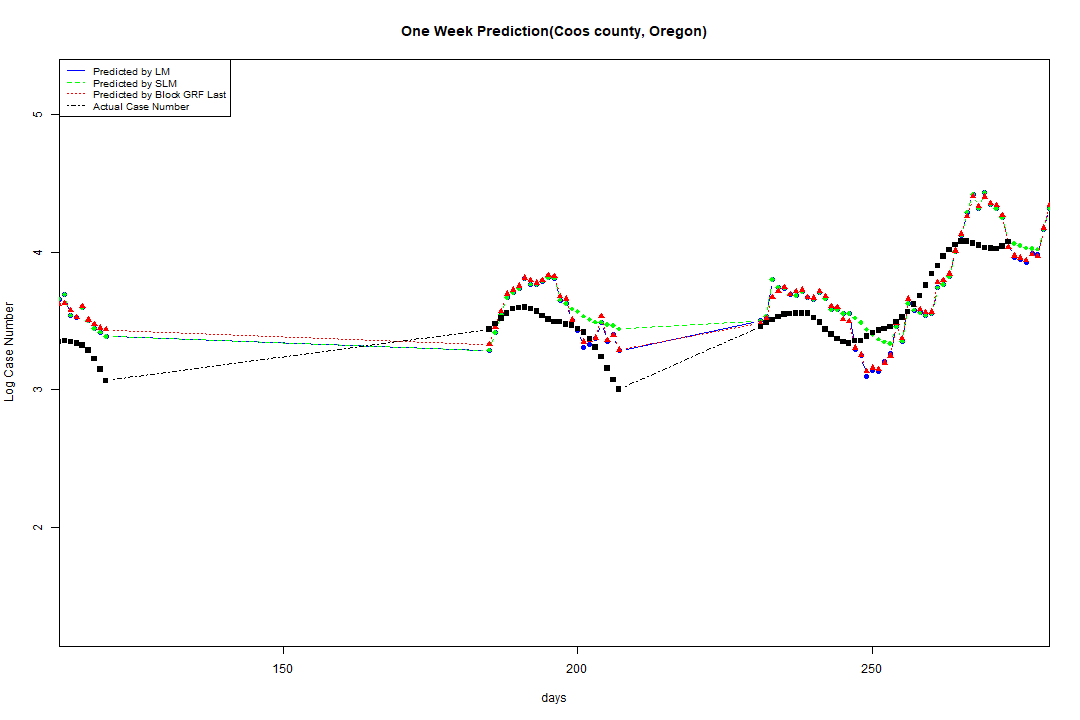 One Week Prediction(Coos county, Oregon)
Predicted by LM
Predicted by SLM
Predicted by Block GRF Last
Actual Case Number
5
4
3
2
Log Case Number
150
200
250
days